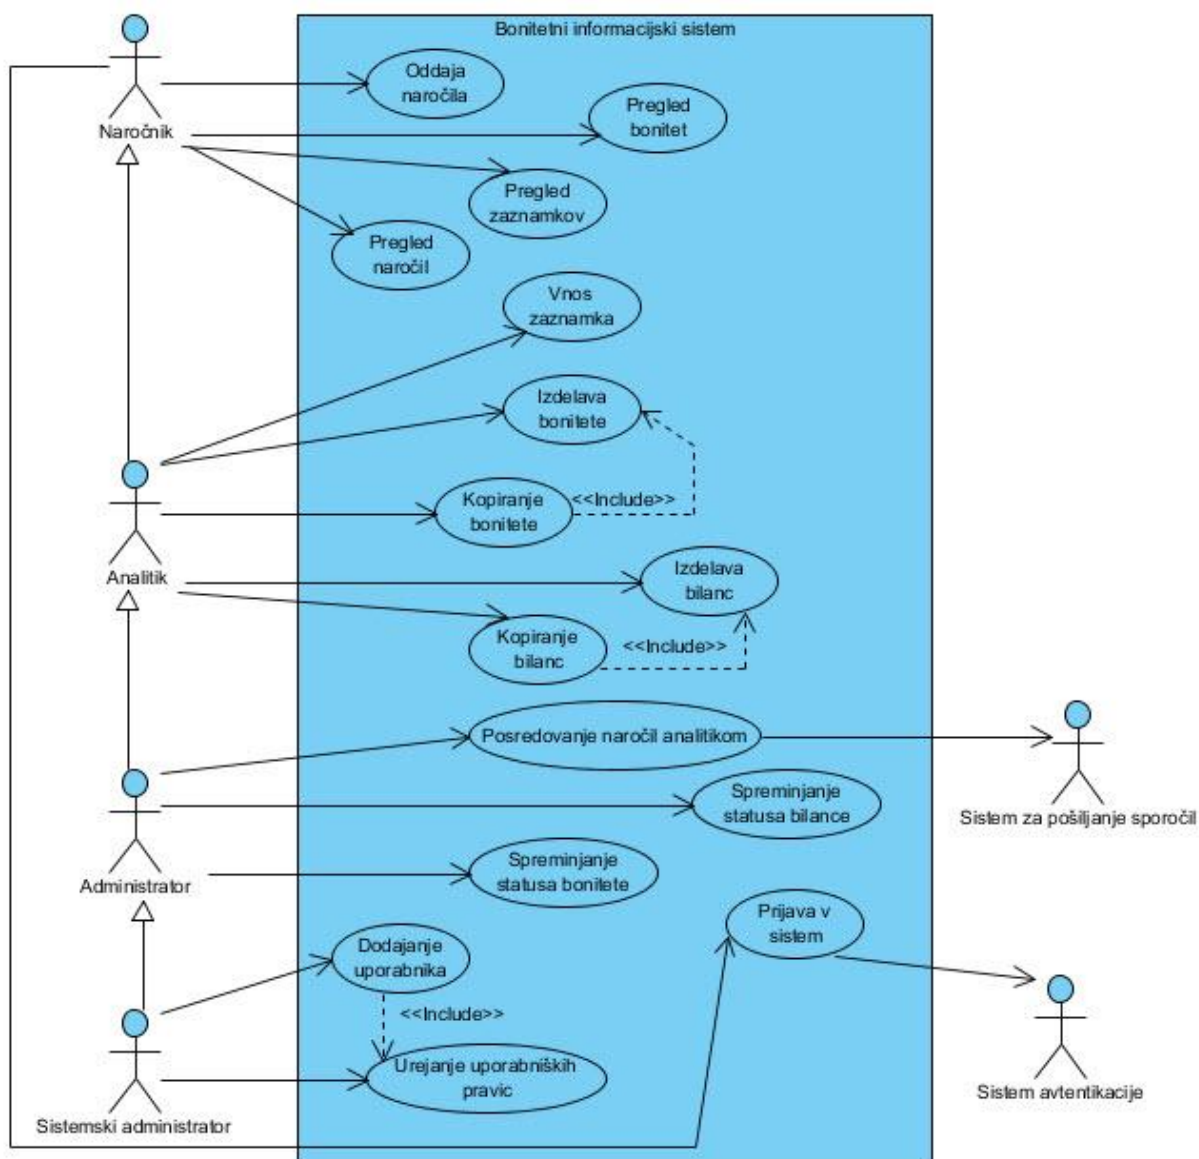 Bonitetni informacijski sistem
Oddaja
naročila
Pregled
bonitet
Naročnik
Pregled
zaznamkov
Pregled
naročil
Vnos
zaznamka
Izdelava
bonitete
Kopiranje
bonitete
<<Include>>
Analitik
Izdelava
bilanc
Kopiranje
bilanc
<<Include>>
Posredovanje naročil analitikom
Spreminjanje
statusa bilance
Sistem za pošiljanje sporočil
Spreminjanje
statusa bonitete
Administrator
Prijava v
sistem
Dodajanje
uporabnika
<<Include>>
Urejanje uporabniških
pravic
Sistem avtentikacije
Sistemski administrator